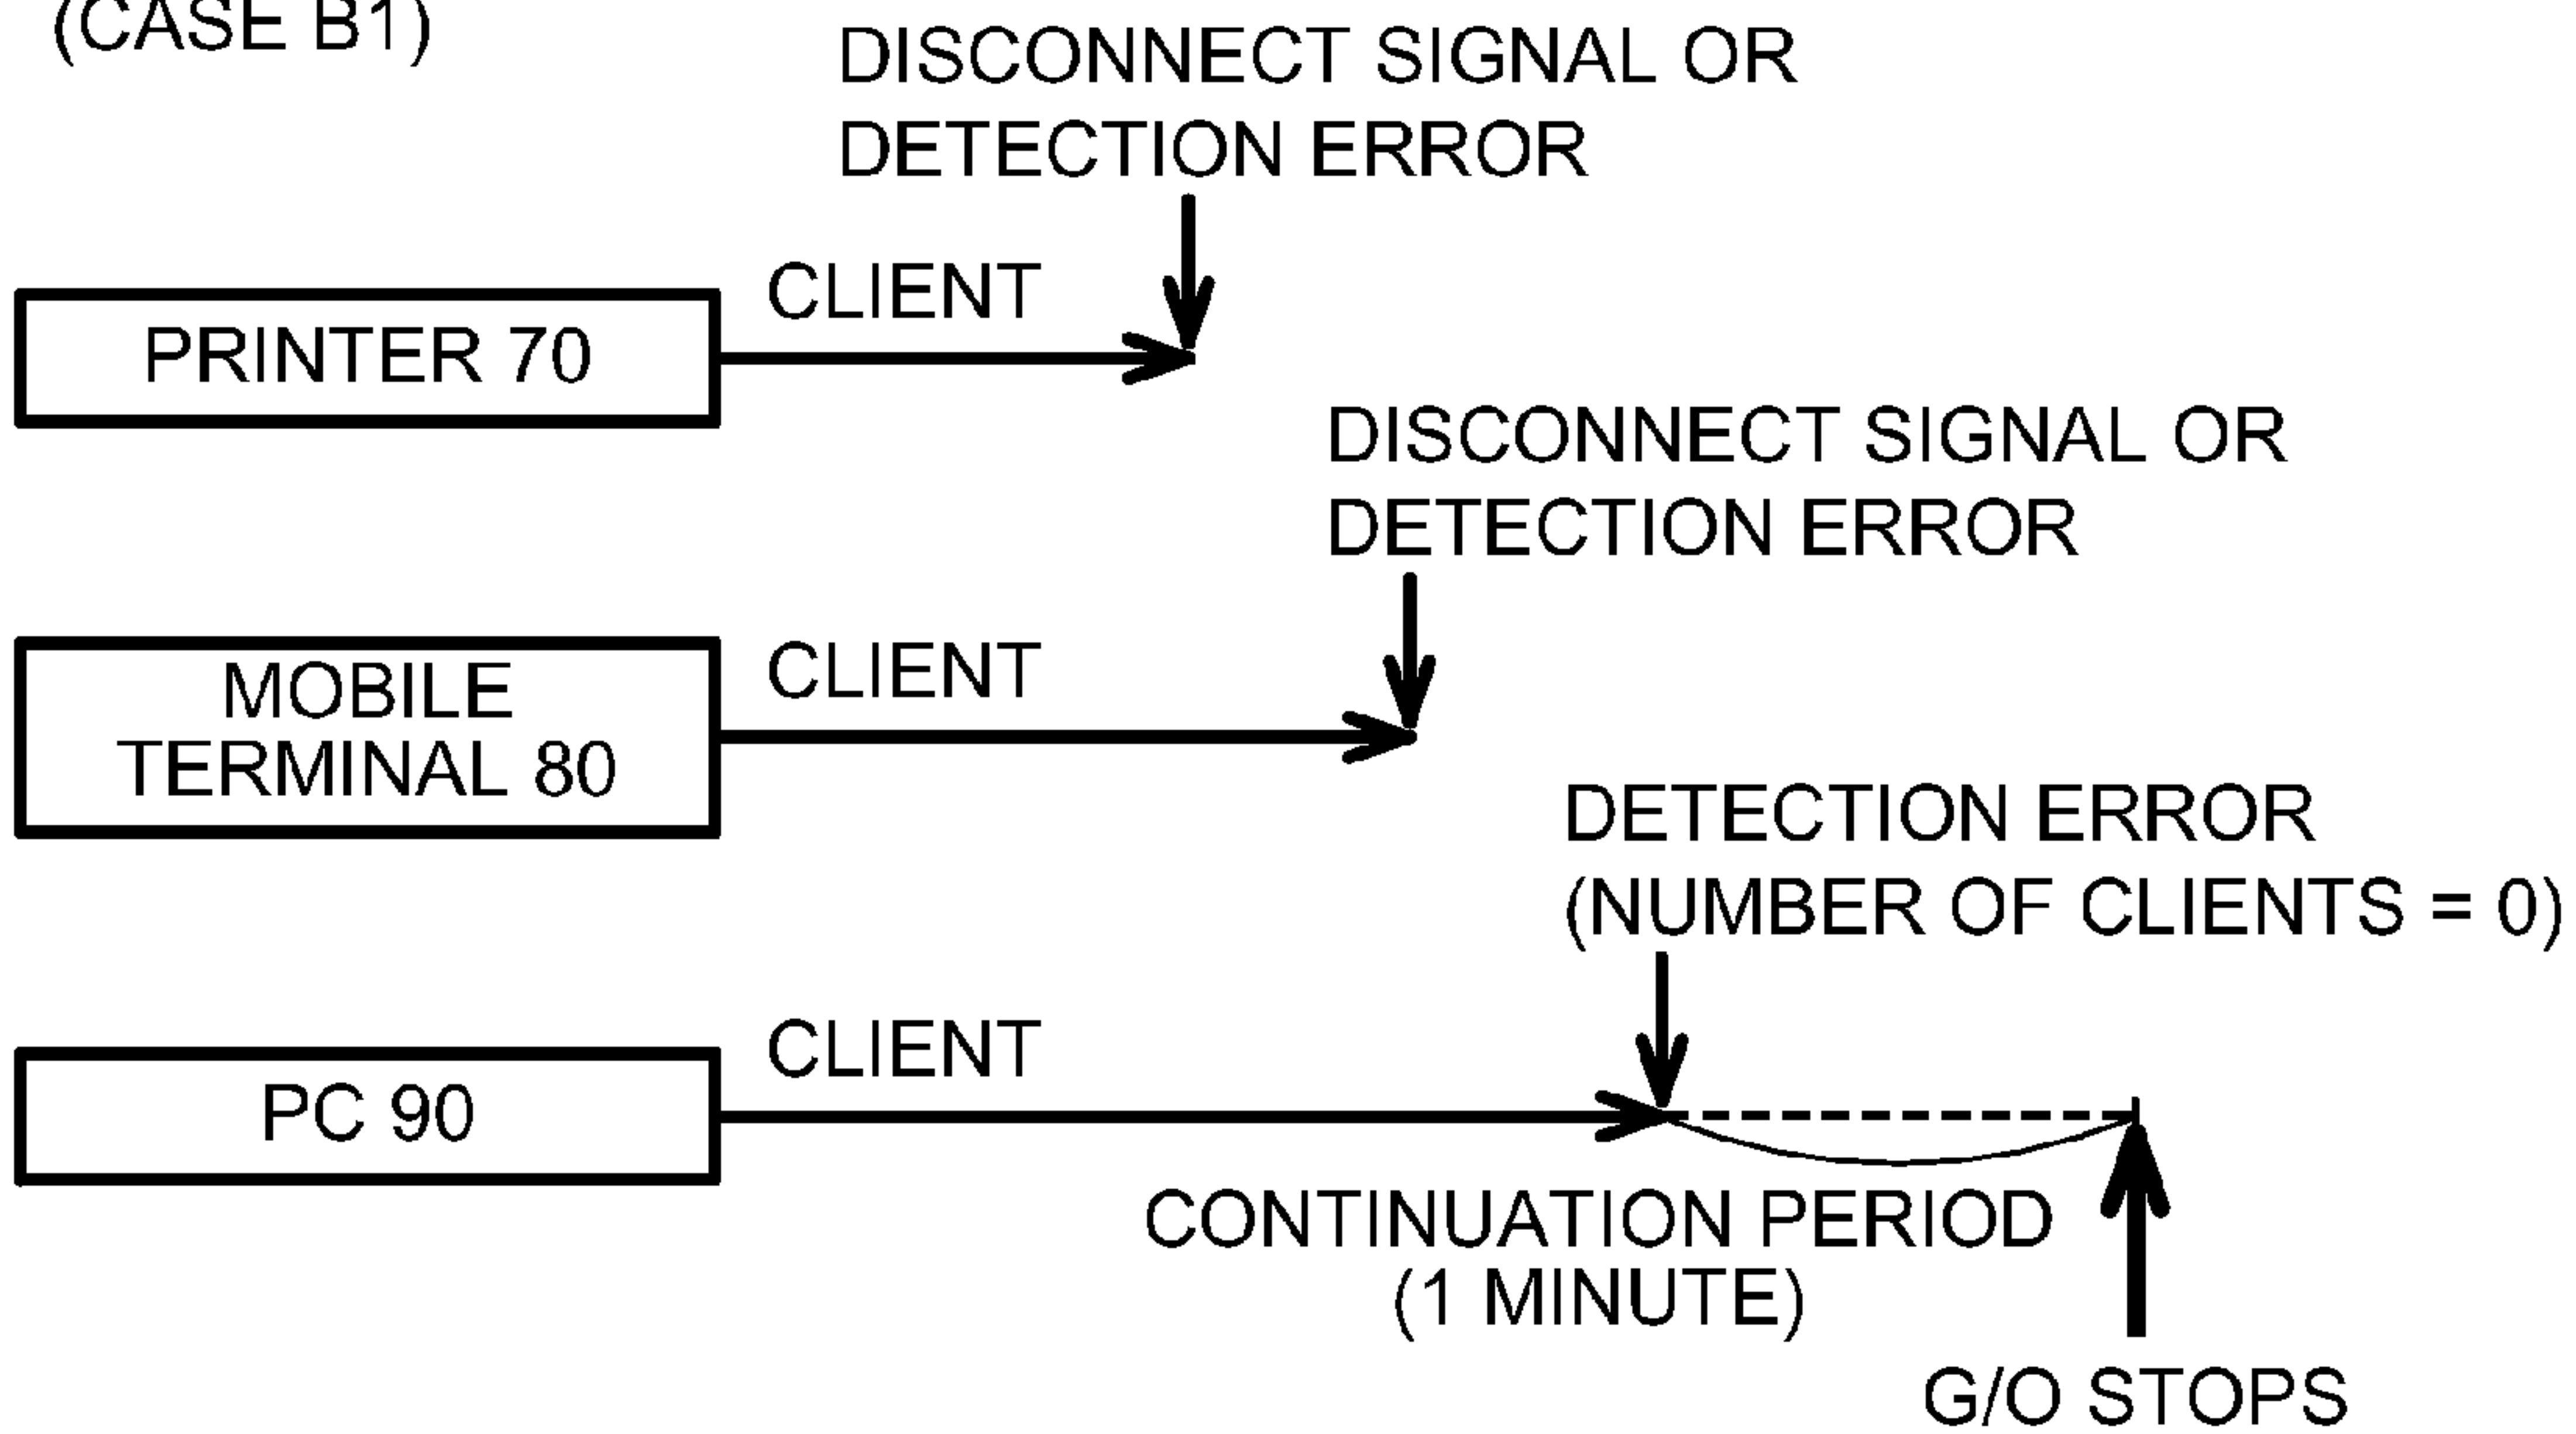 (CASE B1)
DISCONNECT SIGNAL OR
DETECTION ERROR
CLIENT
PRINTER 70
DISCONNECT SIGNAL OR
DETECTION ERROR
CLIENT
MOBILE
TERMINAL 80
DETECTION ERROR
(NUMBER OF CLIENTS = 0)
CLIENT
PC 90
CONTINUATION PERIOD
(1 MINUTE)
G/O STOPS